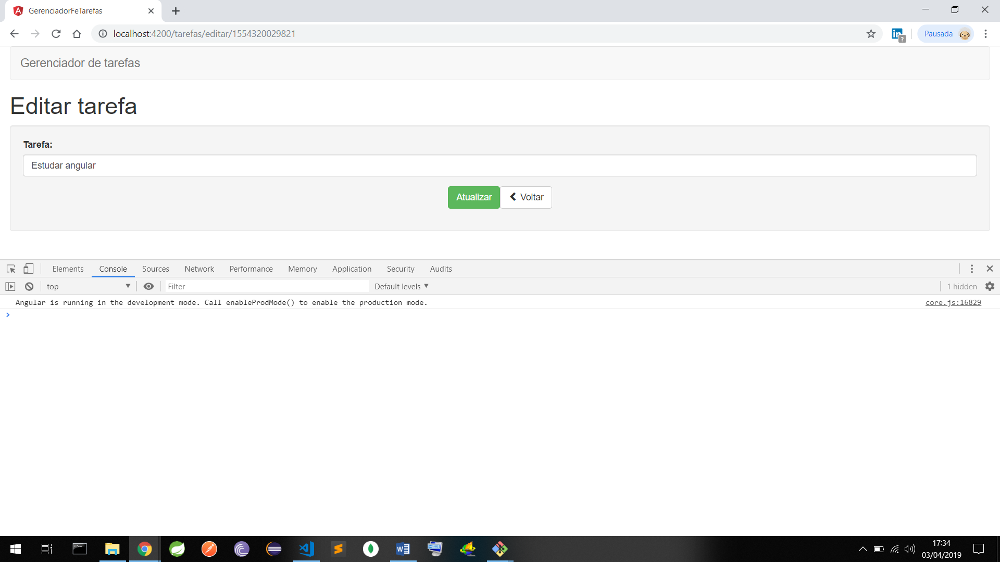 GerenciadorFeTarefas
localhost:4200/tarefas/editar/1554320029821
Pausada
Gerenciador de tarefas
Editar tarefa
Tarefa:
Estudar angular
Atualizar Voltar
Elements Console Sources Network Performance Memory Application Security Audits
top Filter Default levels 1 hidden
Angular is running in the development mode. Call enableProdMode() to enable the production mode. core.js:16829
17:34
03/04/2019